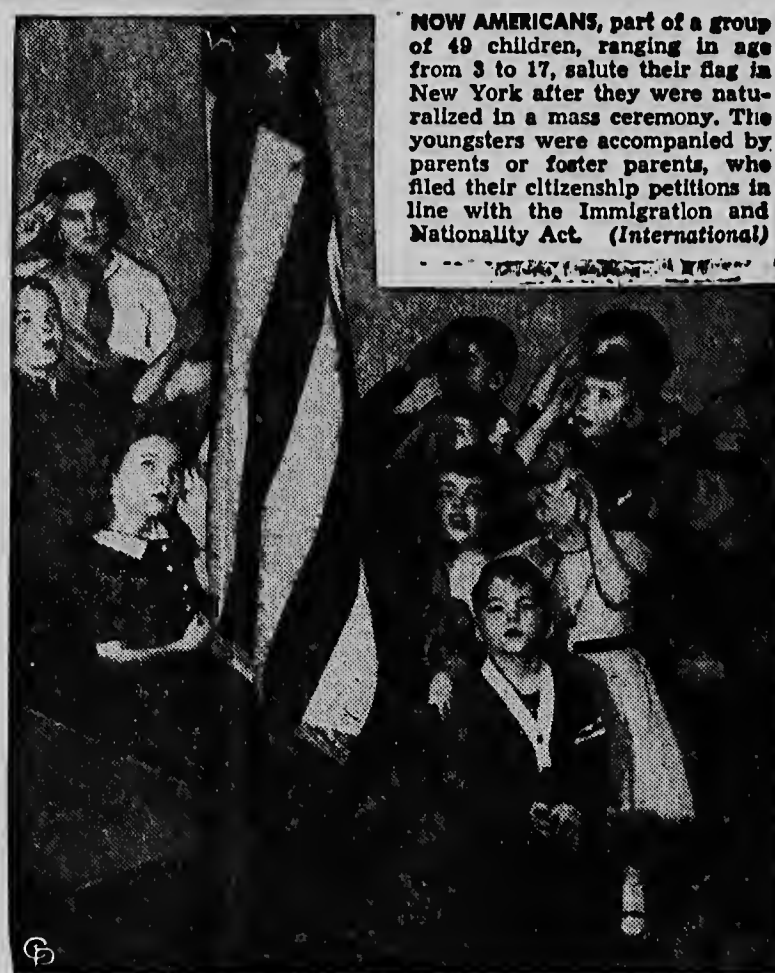 NOW AMERICANS, part of a group
of 49 children, ranging in age
from 3 to 17, salute their flag in
New York after they were natu-
ralized in a mass ceremony. The
youngsters were accompanied by
parents or foster parents, who
filed their citizenship petitions in
line with the Immigration and
Nationality Act. (International)